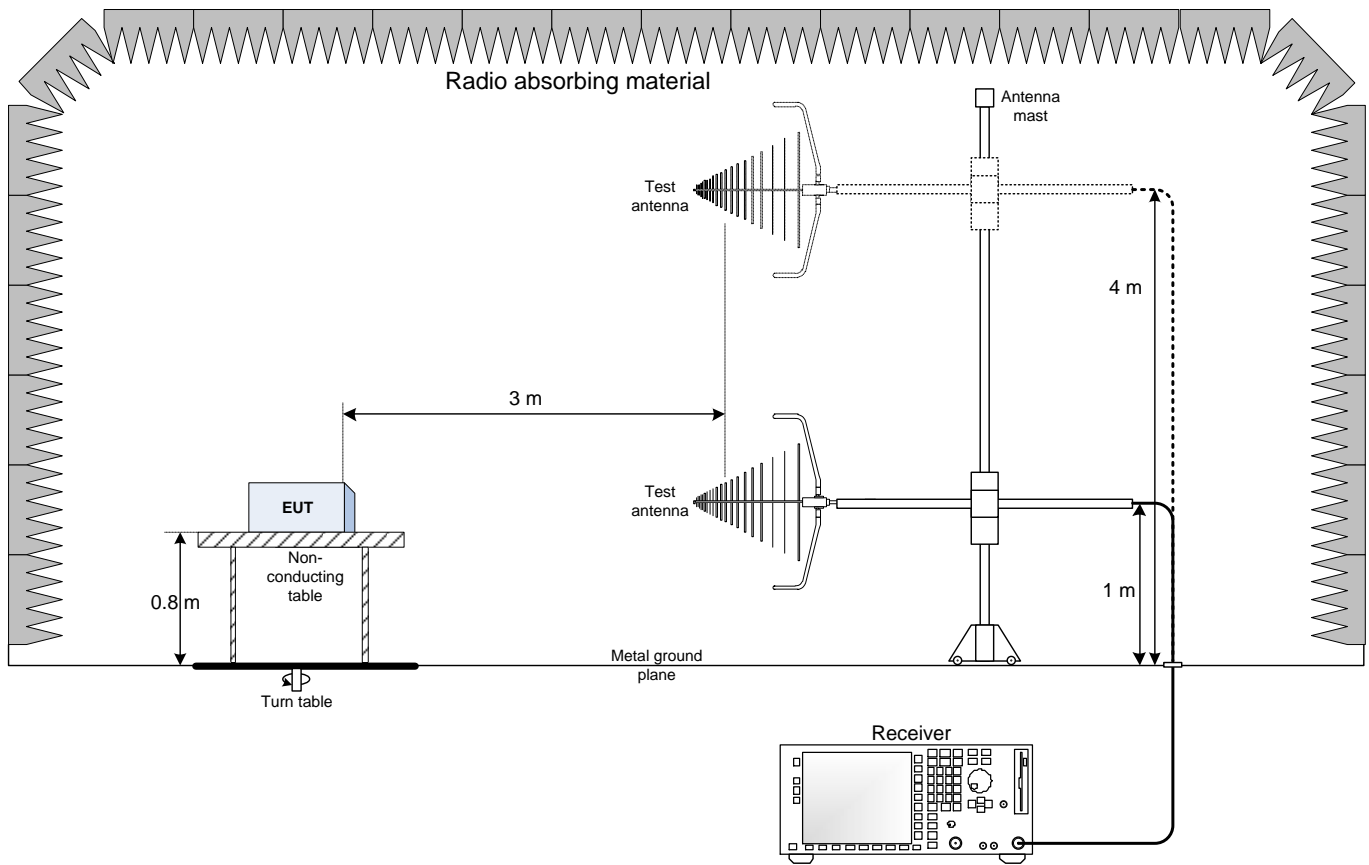 Radio absorbing material
Antenna
mast
Test
antenna
4 m
3 m
EUT
Test
antenna
Non-
conducting
table
0.8 m
1 m
Metal ground
plane
Turn table
Receiver